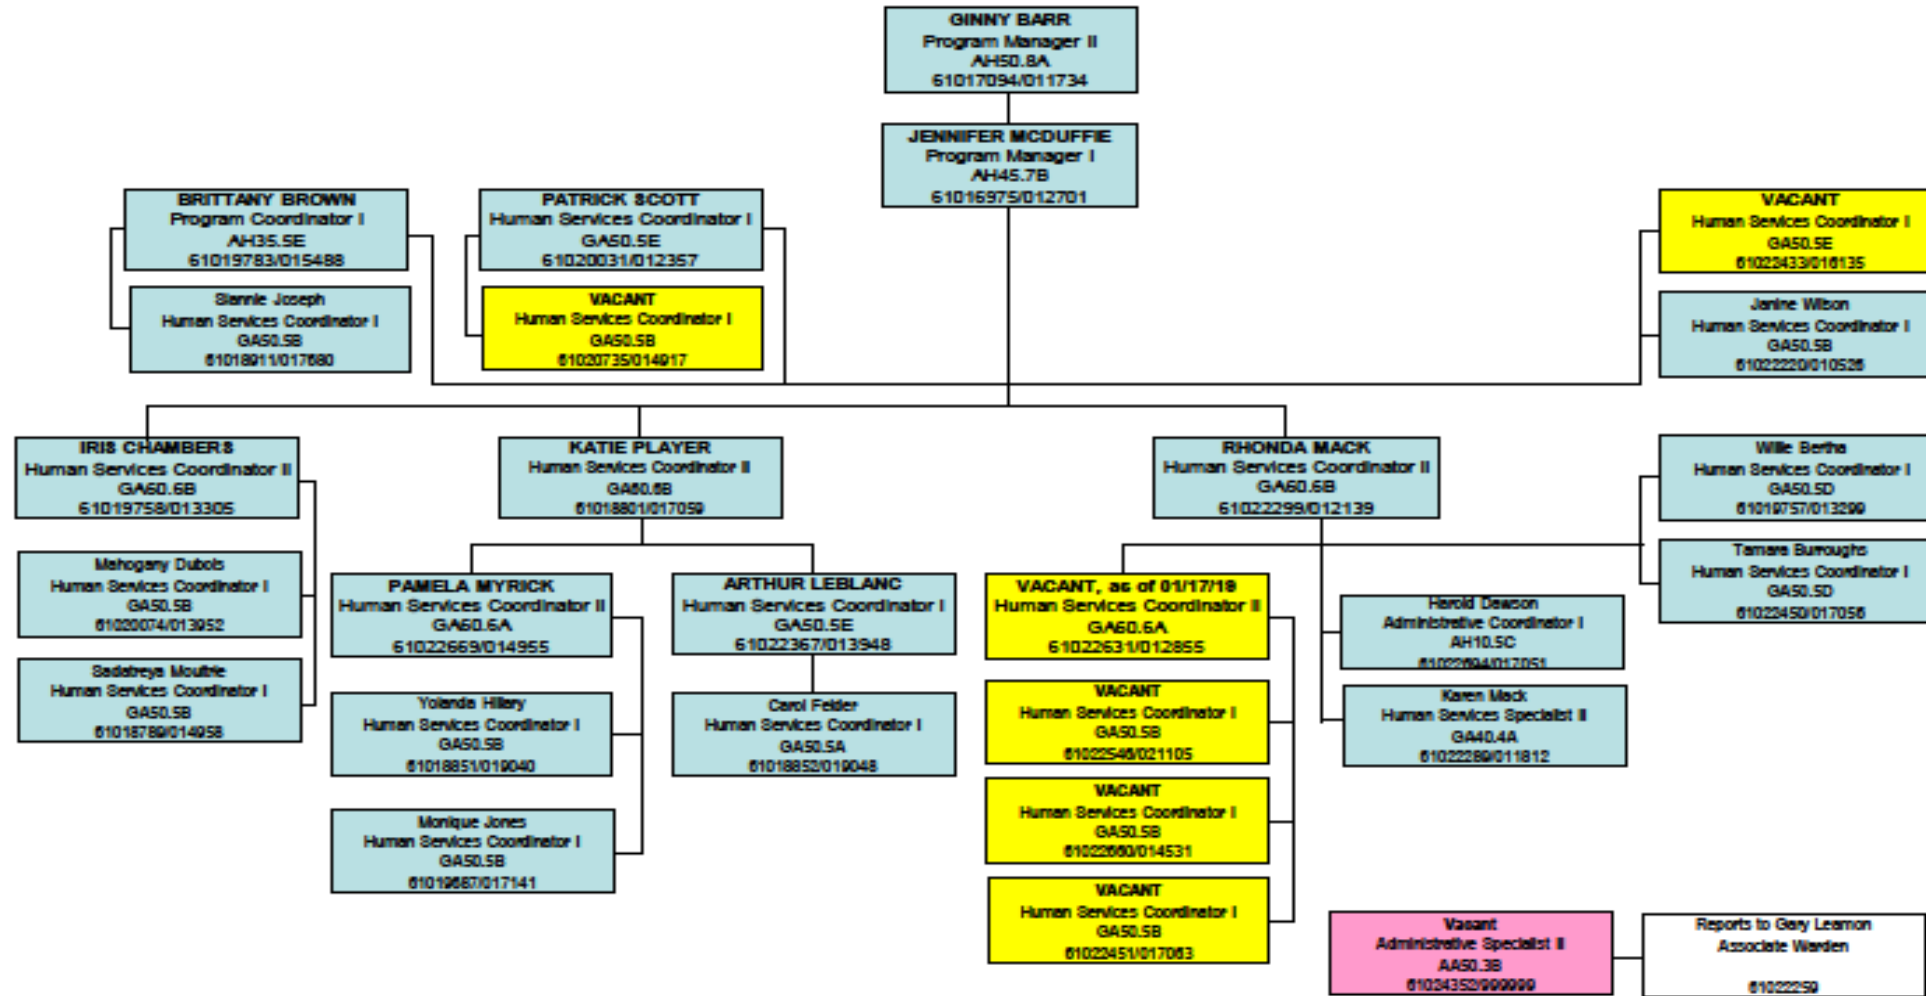 GINNY BARR
Program Manager II
AH50.8A
61017094/011734
JENNIFER MCDUFFIE
Program Manager I
AH45.7B
61016975/012701
BRITTANY BROWN
Program Coordinator I
AH35.5E
61019783/015488
Slannie Joseph
Human Services Coordinator I
GA50.5B
61018911/017680
PATRICK SCOTT
Human Services Coordinator I
GA50.5E
61020031/012357
VACANT
Human Services Coordinator I
GA50.5B
61020735/014917
VACANT
Human Services Coordinator I
GA50.5E
61022433/016135
Janine Wilson
Human Services Coordinator I
GA50.5B
61022220/010526
IRIS CHAMBERS
Human Services Coordinator II
GA60.6B
61019758/013305
Mahogany Dubois
Human Services Coordinator I
GA50.5B
61020074/013952
Sadatreya Moultrie
Human Services Coordinator I
GA50.5B
61018789/014958
KATIE PLAYER
Human Services Coordinator II
GA60.6B
61018801/017059
PAMELA MYRICK
Human Services Coordinator II
GA60.6A
61022669/014955
Yolanda Hillary
Human Services Coordinator I
GA50.5B
61018851/019040
Monique Jones
Human Services Coordinator I
GA50.5B
61019687/017141
ARTHUR LEBLANC
Human Services Coordinator I
GA50.5E
61022367/013948
Carol Felder
Human Services Coordinator I
GA50.5A
61018852/019048
RHONDA MACK
Human Services Coordinator II
GA60.6B
61022299/012139
VACANT, as of 01/17/19
Human Services Coordinator II
GA60.6A
61022631/012855
VACANT
Human Services Coordinator I
GA50.5B
61022546/021105
VACANT
Human Services Coordinator I
GA50.5B
61022660/014531
VACANT
Human Services Coordinator I
GA50.5B
61022451/017063
Harold Dawson
Administrative Coordinator I
AH10.5C
61022694/017051
Karen Mack
Human Services Specialist II
GA40.4A
61022289/011812
Willie Bertha
Human Services Coordinator I
GA50.5D
61019757/013299
Tamara Burroughs
Human Services Coordinator I
GA50.5D
61022450/017056
Vacant
Administrative Specialist II
AA50.3B
61024352/999999
Reports to Gary Leamon
Associate Warden
61022259